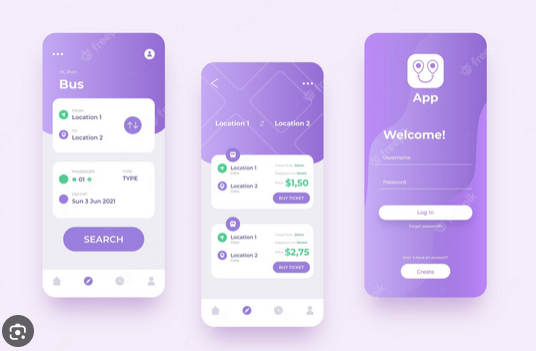 Bus
FROM
Location 1
TO
Location 2
PASSENGER
01
TYPE
TYPE
DEPART
Sun 3 Jun 2021
SEARCH
Location 1
Location 2
Location 1
Location 2
$1,50
BUY TICKET
Location 1
Location 2
$2,75
BUY TICKET
App
Welcome!
Username
Password
Log In
Forgot password?
Don't have an account?
Create
freepik